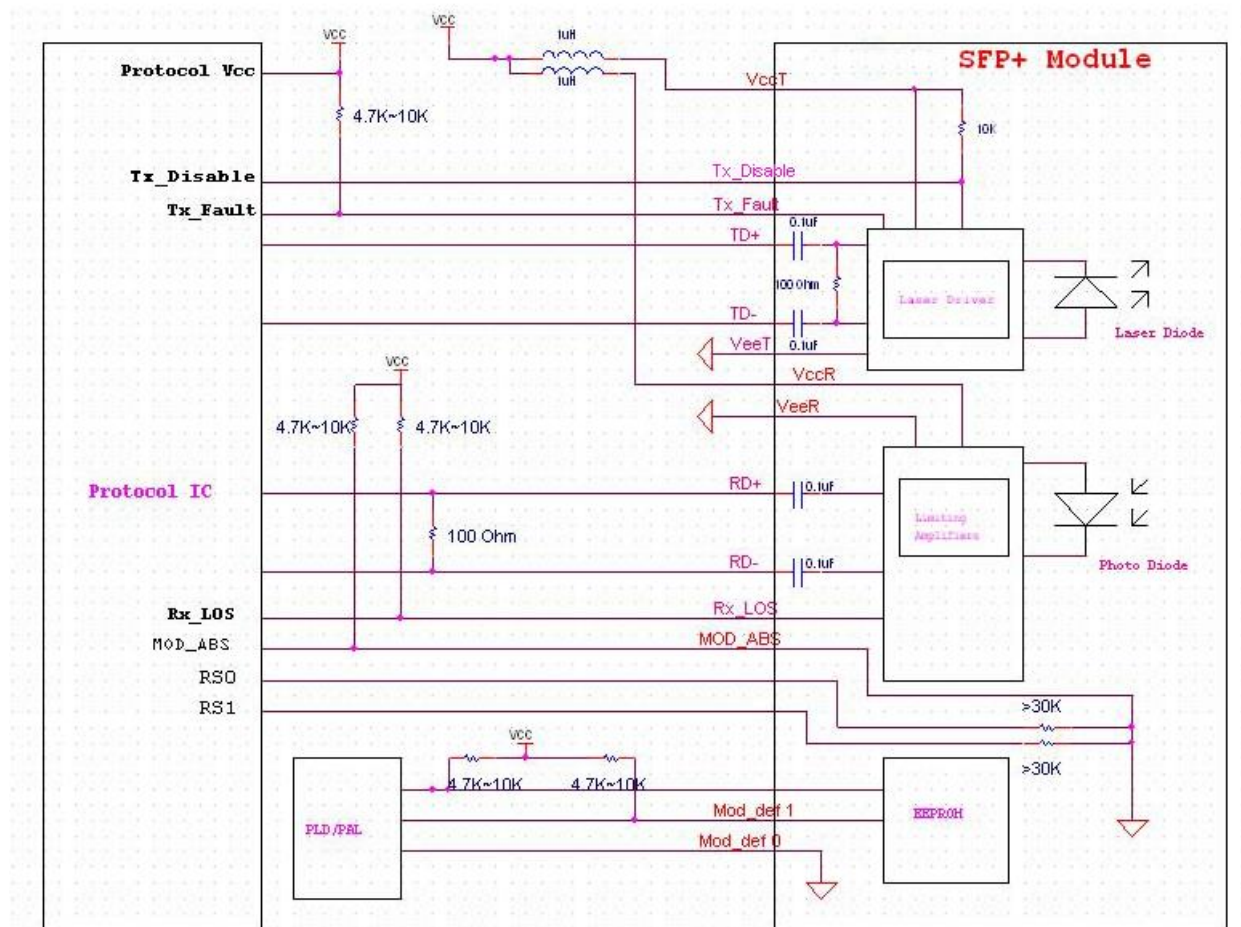 VCC
VCC
1uH
SFP+ Module
Protocol Vcc
1uH
VccT
4.7K~10K
10K
Tx_Disable
Tx_Disable
Tx_Fault
Tx_Fault
0.1uf
TD+
100 Ohm
Laser Driver
TD-
Laser Diode
VeeT
0.1uf
VCC
VccR
VeeR
4.7K~10K
4.7K~10K
Protocol IC
RD+
0.1uf
Limiting
Amplifiers
100 Ohm
RD-
0.1uf
Photo Diode
Rx_LOS
Rx_LOS
MOD_ABS
MOD_ABS
RS0
RS1
>30K
VCC
>30K
4.7K~10K
4.7K~10K
Mod_def 1
EEPROM
PLD/PAL
Mod_def 0